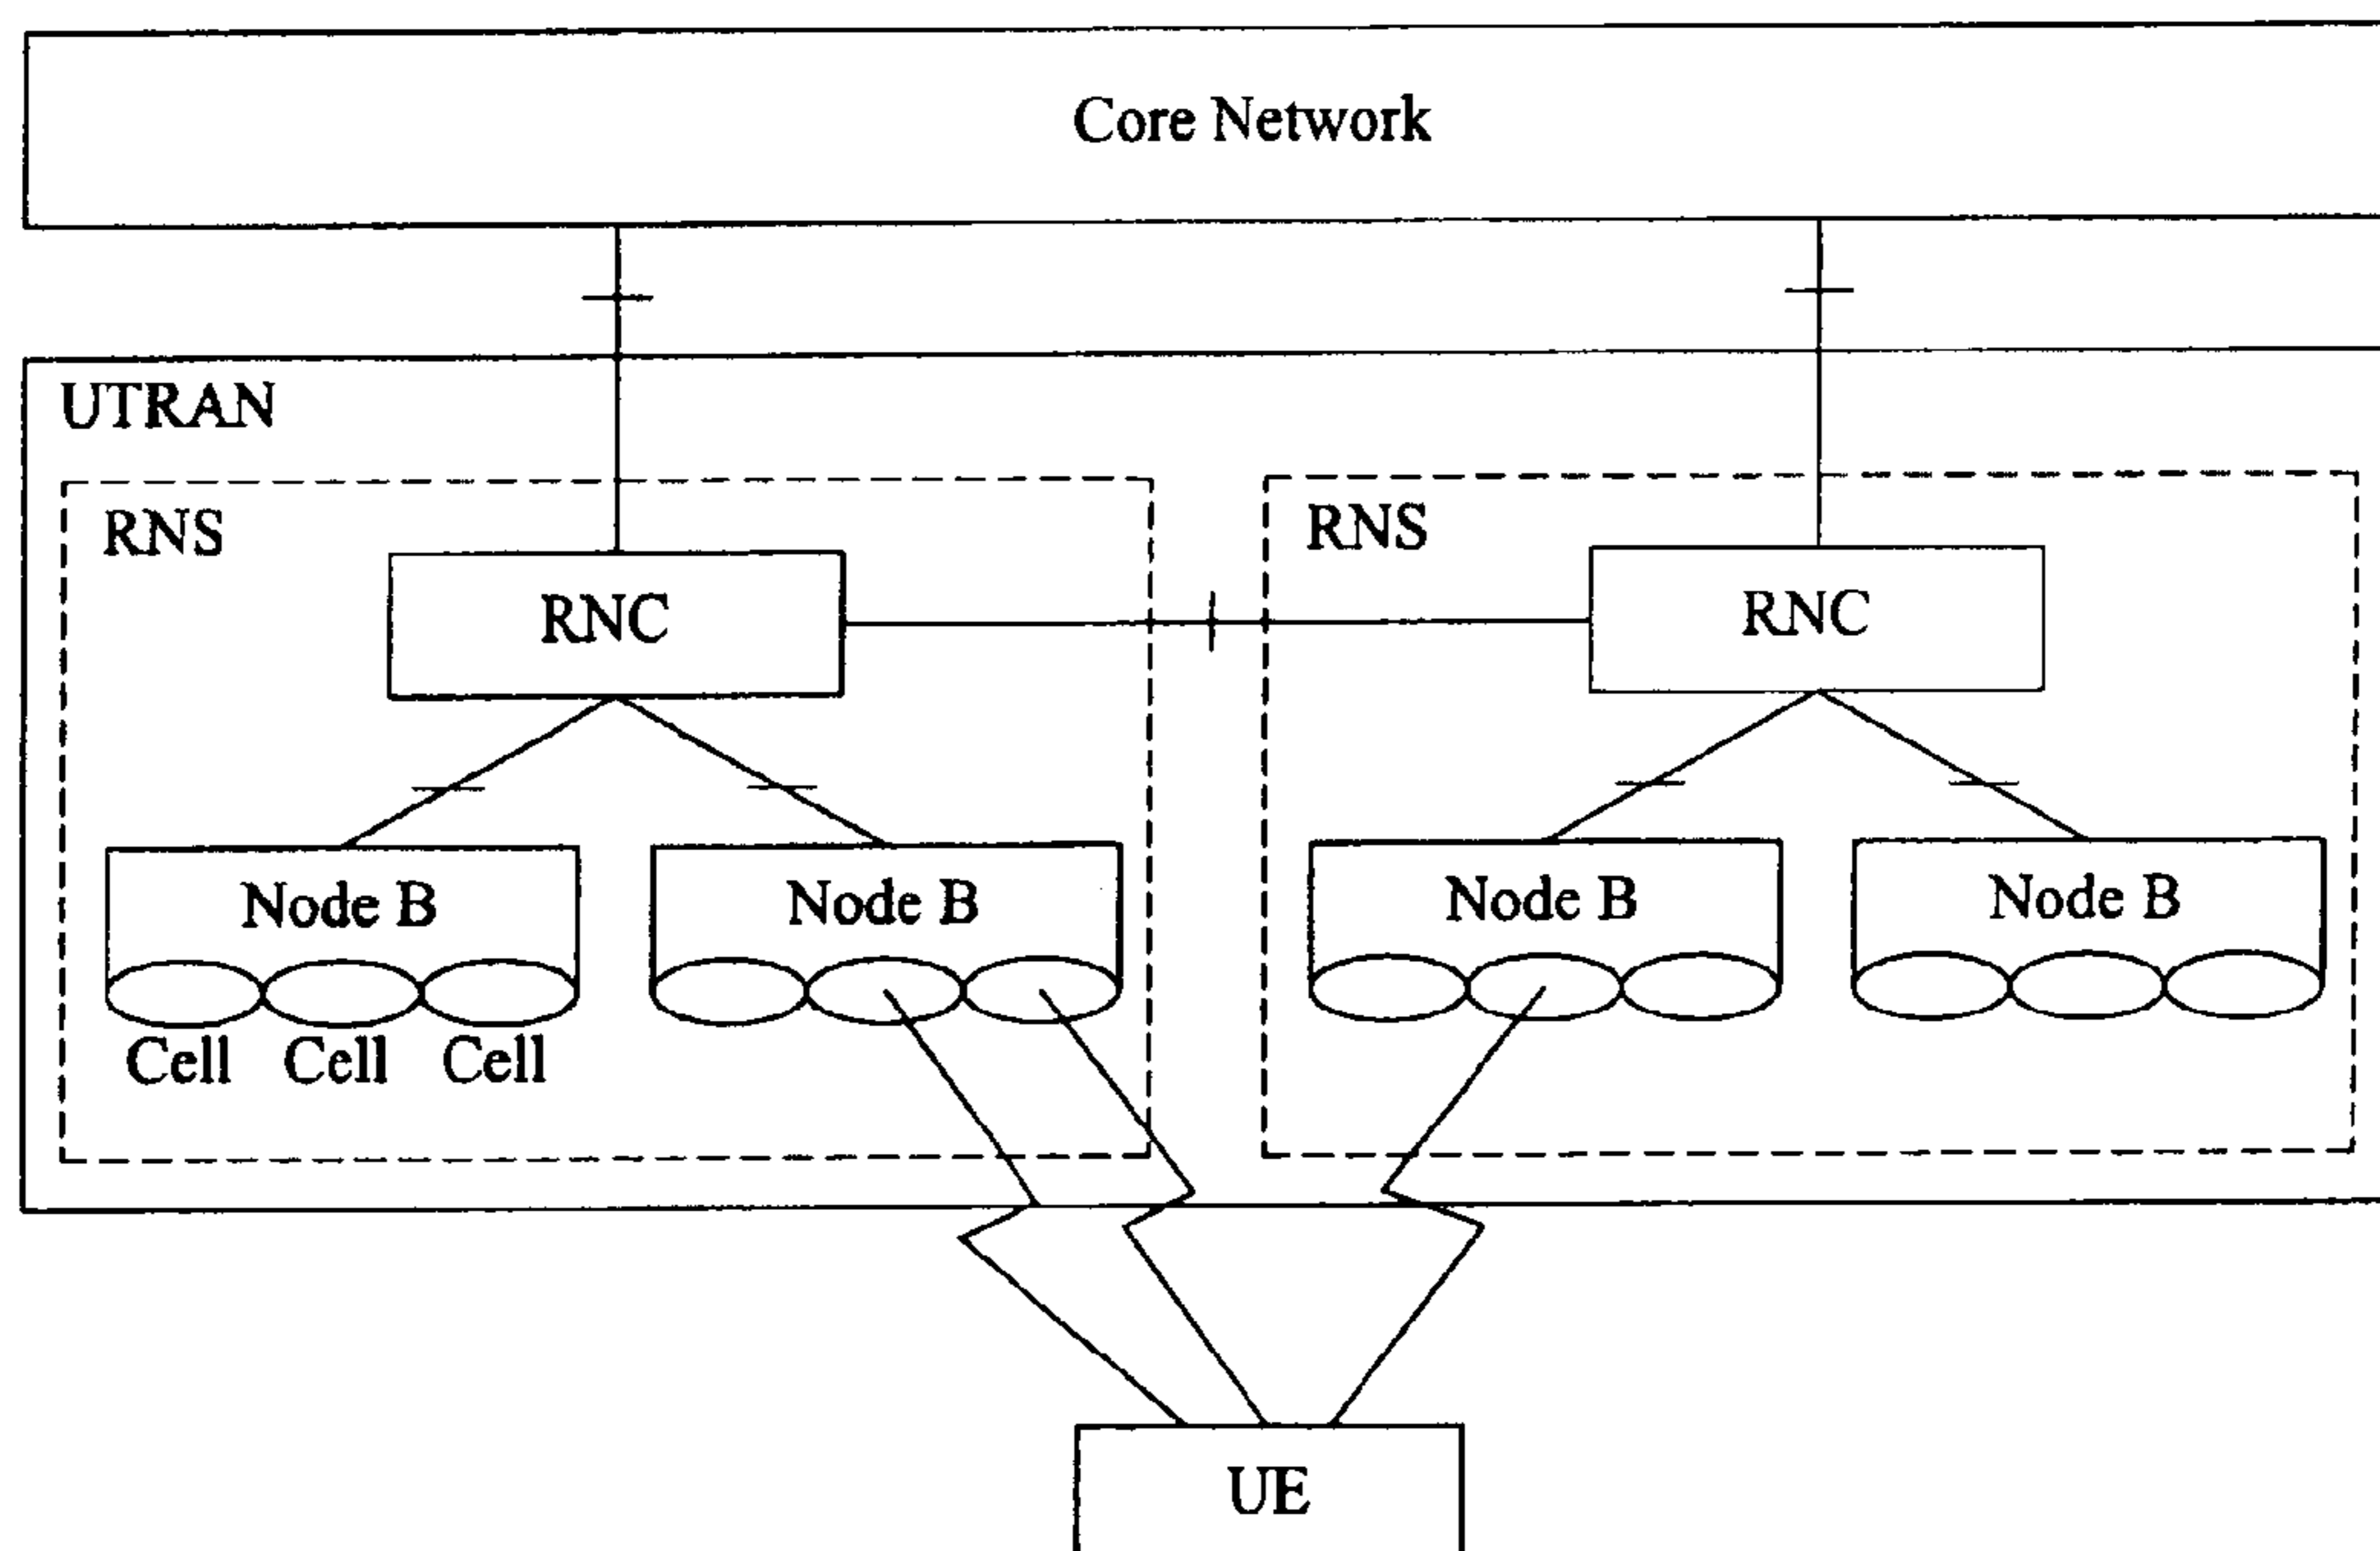 Core Network
UTRAN
RNS
RNS
RNC
RNC
Node B
Node B
Node B
Node B
Cell Cell Cell
UE